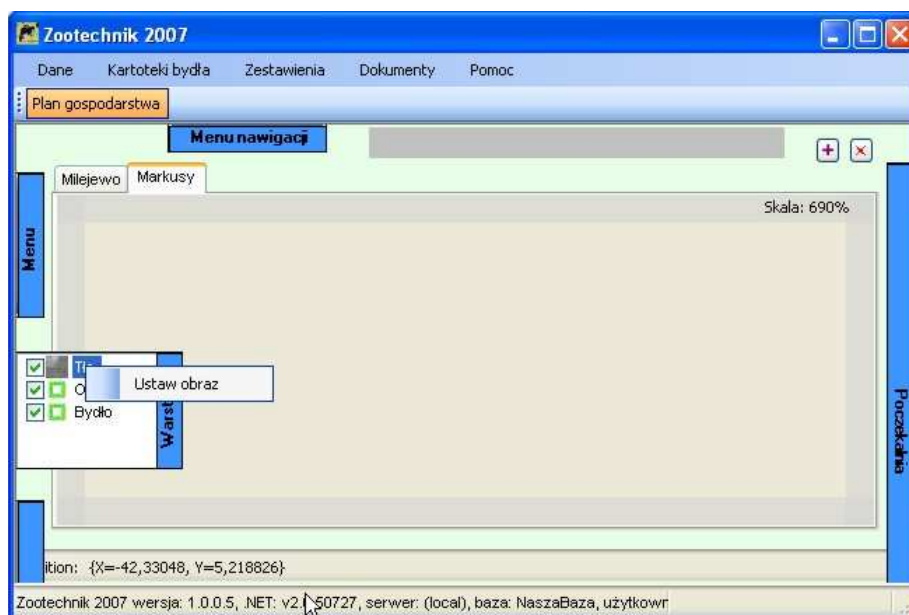 Zootechnik 2007
Dane Kartoteki bydła Zestawienia Dokumenty Pomoc
Plan gospodarstwa
Menu nawigacji
Milejewo Markusy
Skala: 690%
Menu
Ustaw obraz
Bydło
Poczekalnia
ition: {X=-42,33048, Y=5,218826}
Zootechnik 2007 wersja: 1.0.0.5, .NET: serwer: (local), baza: NaszaBaza, użytkowr